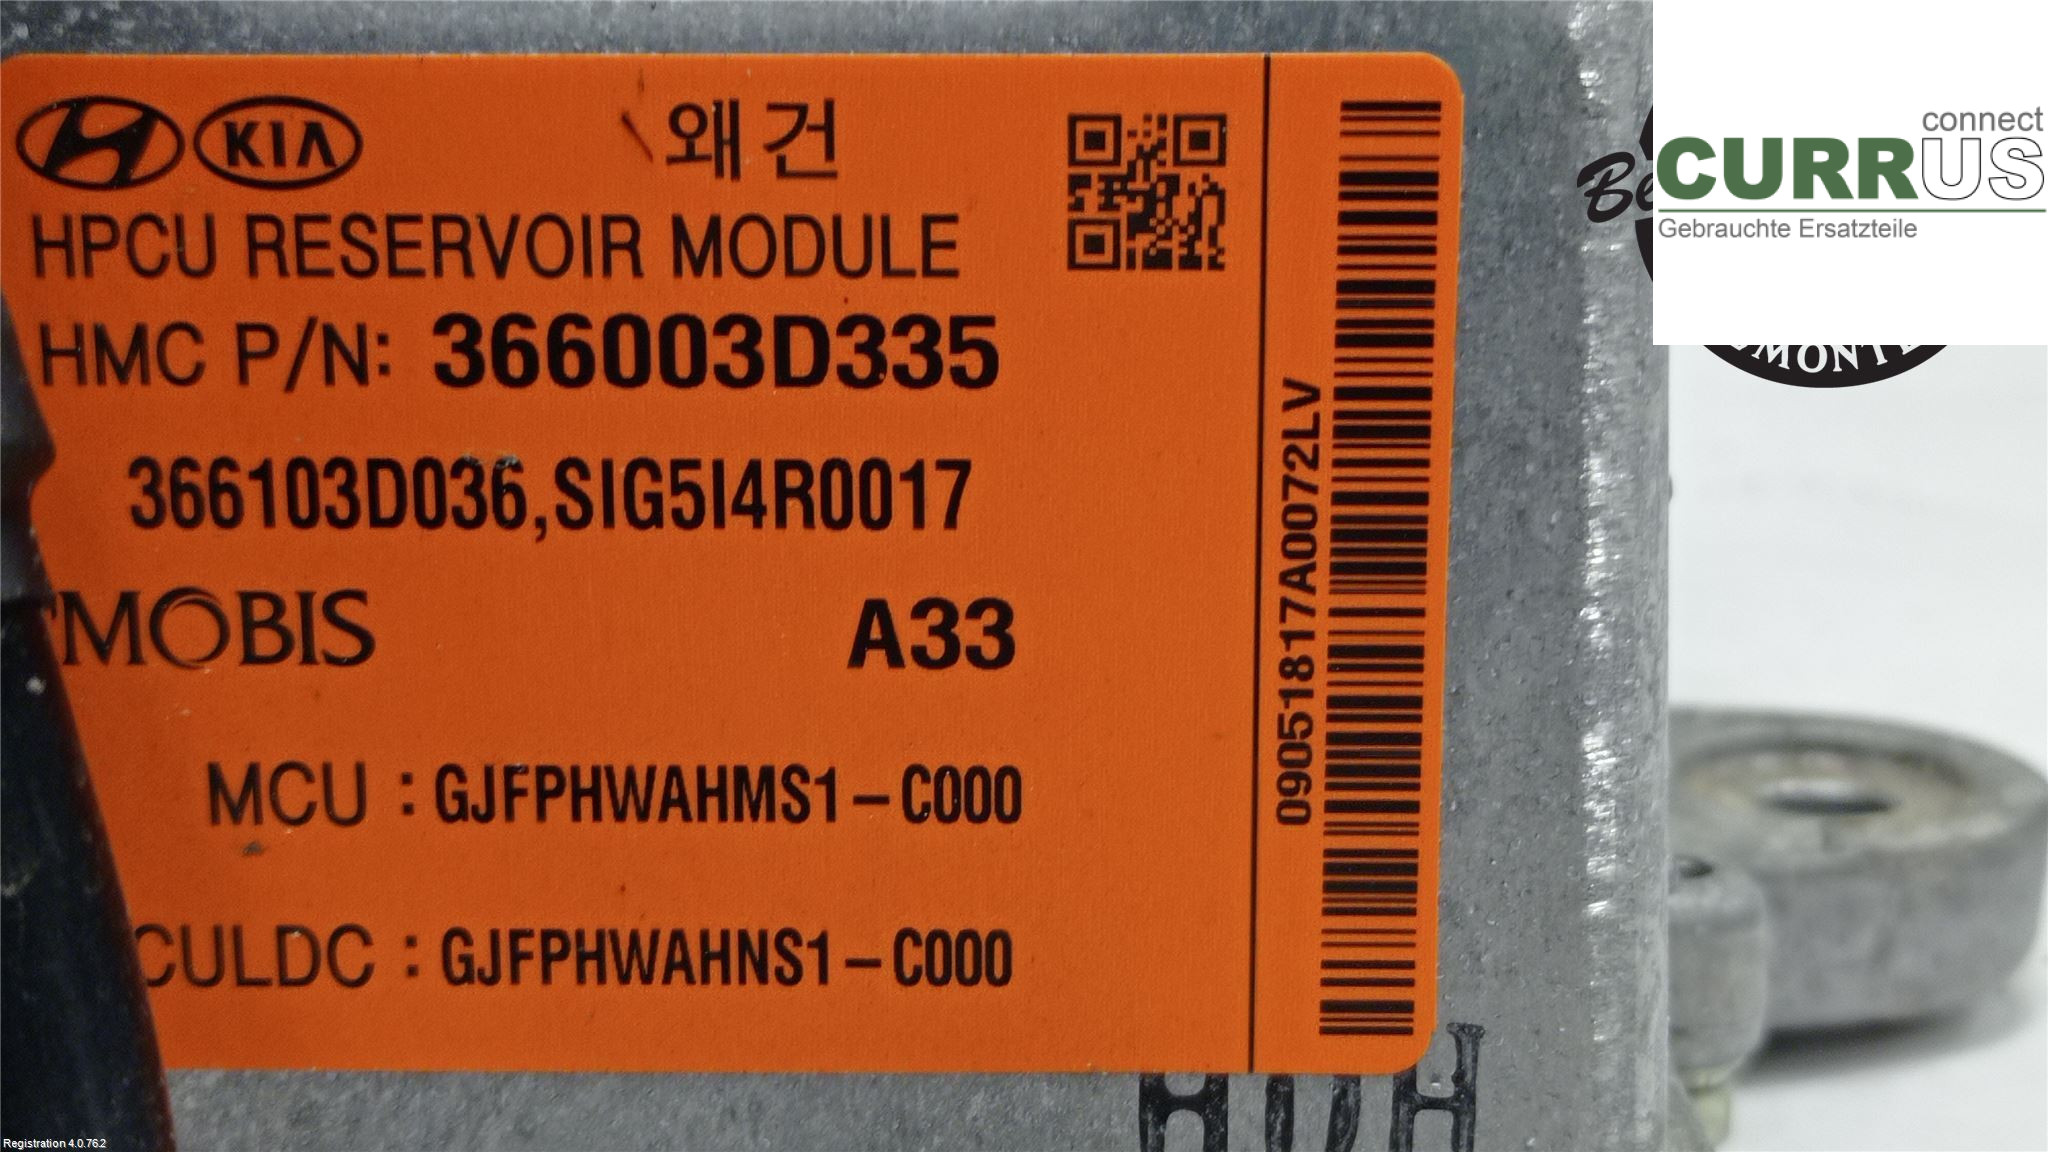 KIA
왜건
HPCU RESERVOIR MODULE
HMC P/N: 366003D335
366103D036,SIG5I4R0017
MOBIS A33
MCU : GJFPHWAHMS1-C000
CULDC : GJFPHWAHNS1-C000
09051817A0072LV
HDH
connect
CURRUS
Gebrauchte Ersatzteile
Registration 4.0.76.2